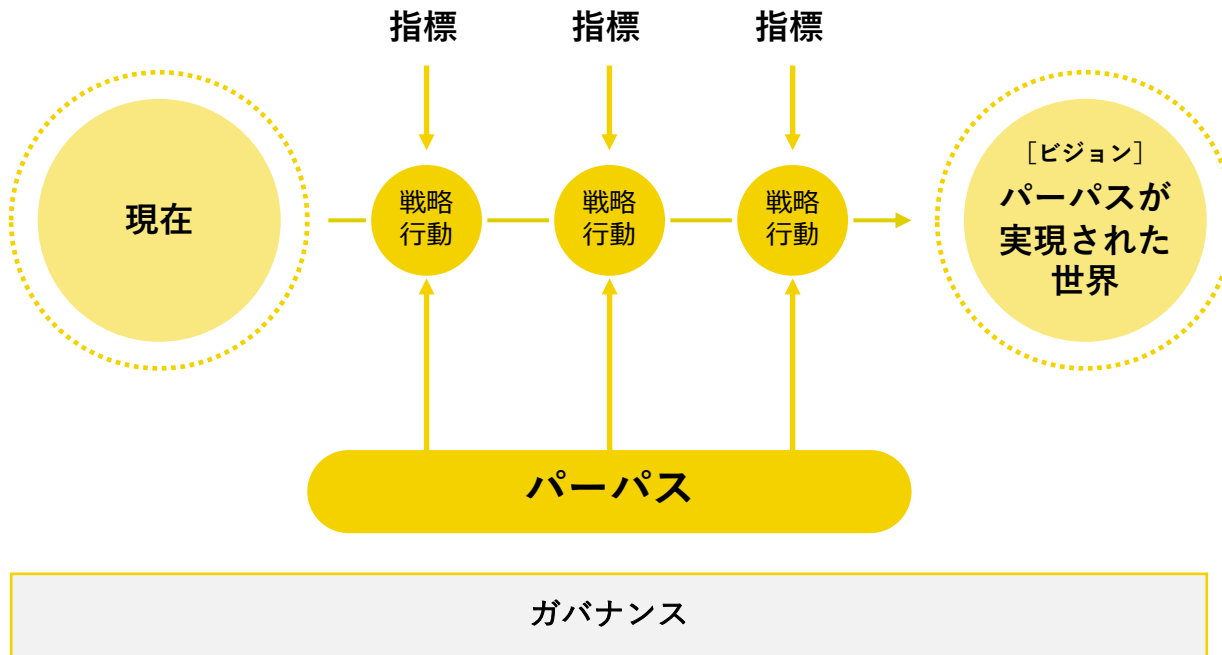 指標
指標
指標
現在
戦略
行動
戦略
行動
戦略
行動
［ビジョン］
パーパスが
実現された
世界
パーパス
ガバナンス